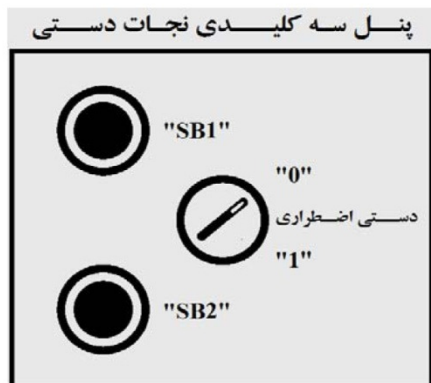 پنل سه کلیدی نجات دستی
"SB1"
"0"
دستی اضطراری
"1"
"SB2"